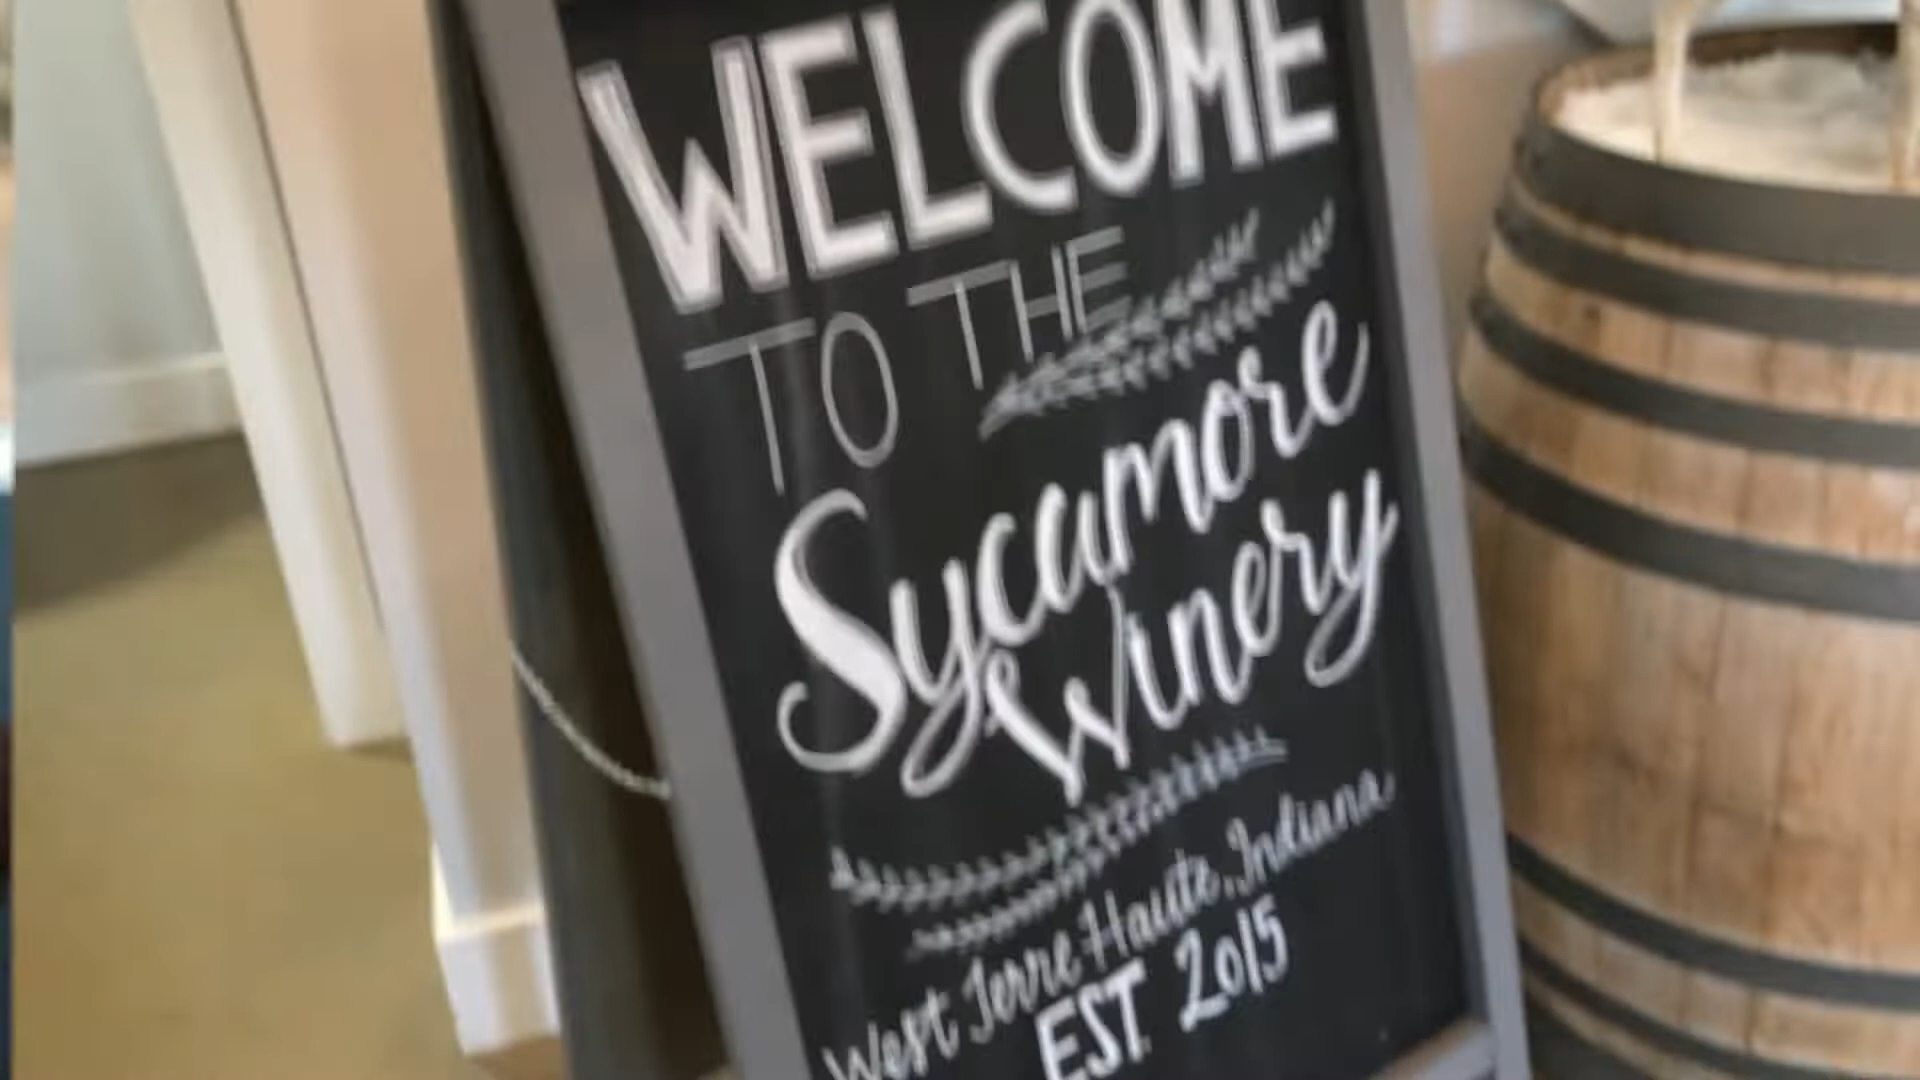 WELCOME
TO THE
Sycamore
Winery
West Terre Haute, Indiana
EST. 2015